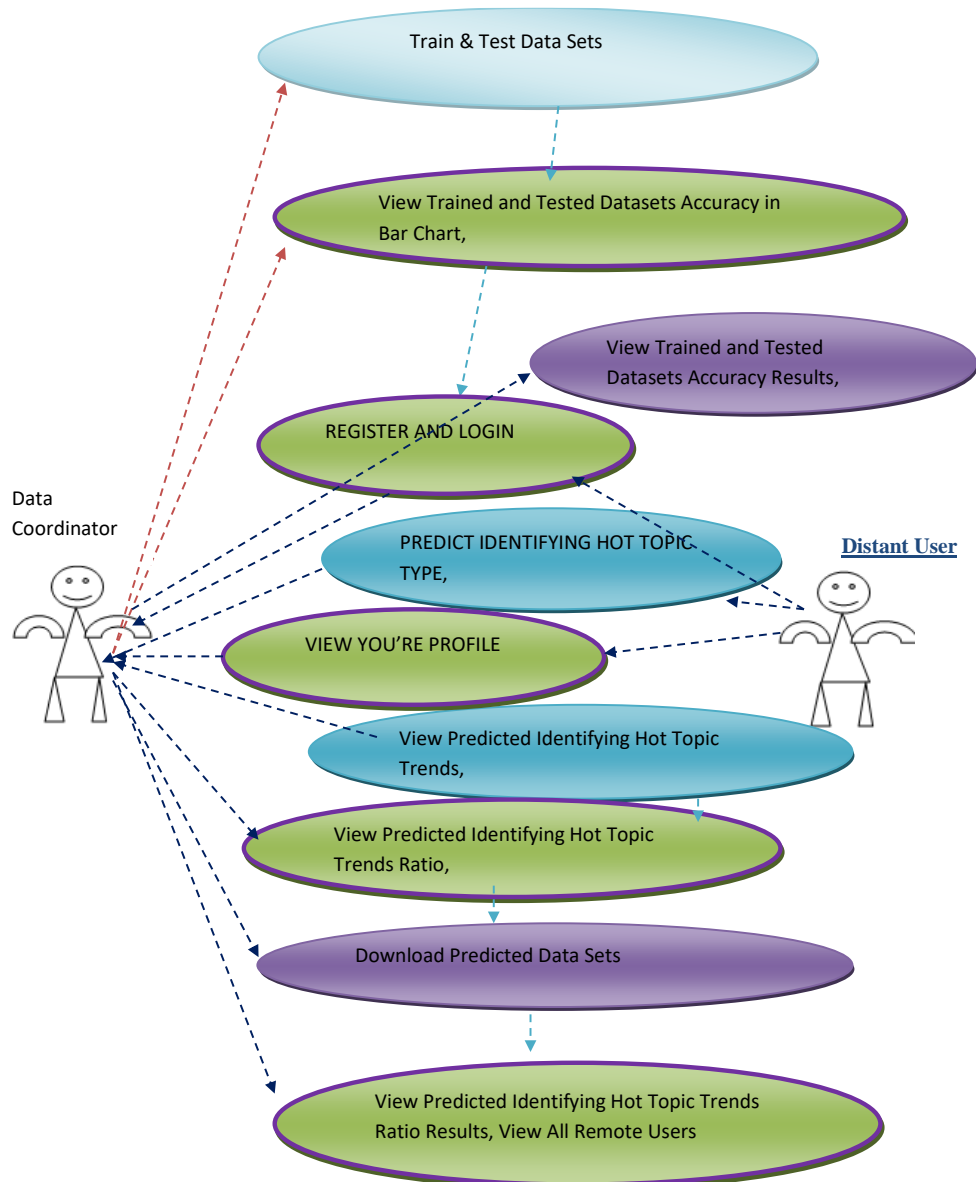 Train & Test Data Sets
View Trained and Tested Datasets Accuracy in
Bar Chart,
View Trained and Tested
Datasets Accuracy Results,
REGISTER AND LOGIN
Data
Coordinator
PREDICT IDENTIFYING HOT TOPIC
TYPE,
Distant User
VIEW YOU’RE PROFILE
View Predicted Identifying Hot Topic
Trends,
View Predicted Identifying Hot Topic
Trends Ratio,
Download Predicted Data Sets
View Predicted Identifying Hot Topic Trends
Ratio Results, View All Remote Users